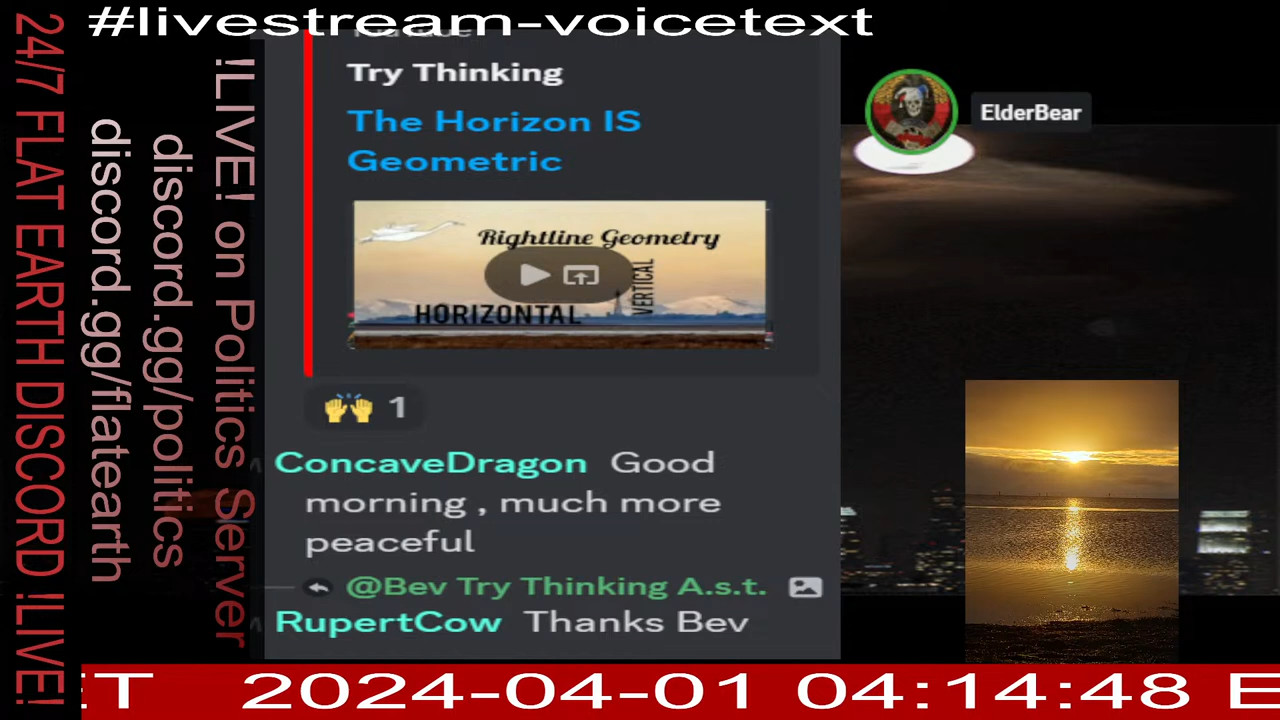 #livestream-voicetext
24/7 FLAT EARTH DISCORD !LIVE!
discord.gg/flatearth
discord.gg/politics
!LIVE! on Politics Server
YouTube
Try Thinking
The Horizon IS
Geometric
Rightline Geometry
HORIZONTAL
VERTICAL
1
ConcaveDragon Good
morning , much more
peaceful
@Bev Try Thinking A.s.t.
RupertCow Thanks Bev
ElderBear
ET 2024-04-01 04:14:48 E